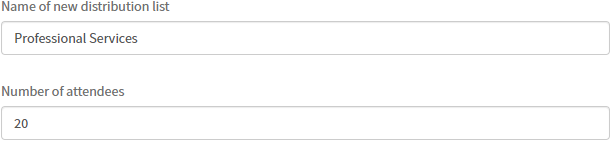 Name of new distribution list
Professional Services
Number of attendees
20